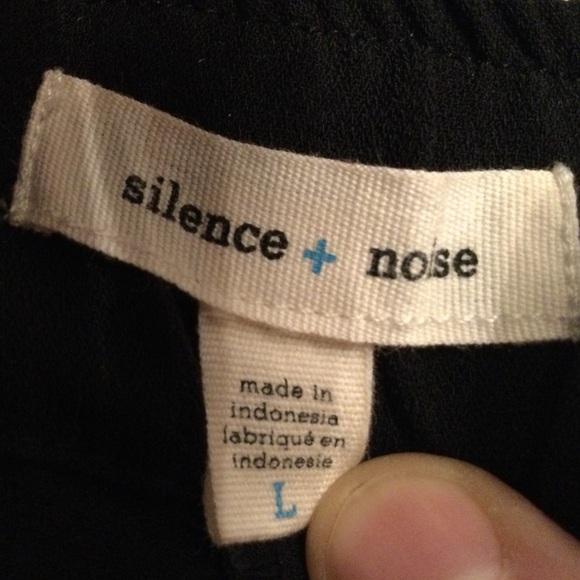 silence + noise
made in
indonesia
fabriqué en
indonesie
L